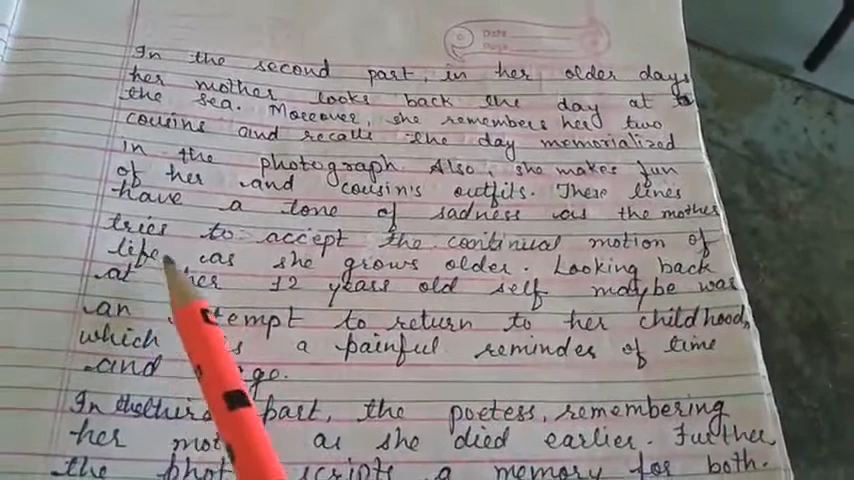 Date
Page
In the second part, in her older days
her mother looks back the day at
the sea. Moreover, she remembers her two
cousins and recalls the day memorialized
in the photograph. Also, she makes fun
of her and cousin's outfits. These lines
have a tone of sadness as the mother
tries to accept the continual motion of
life as she grows older. Looking back
at her 12 years old self maybe was
an attempt to return to her childhood,
which is a painful reminder of time
and age.
In the third part, the poetess, remembering
her as she died earlier. Further
the scripts a memory for both.